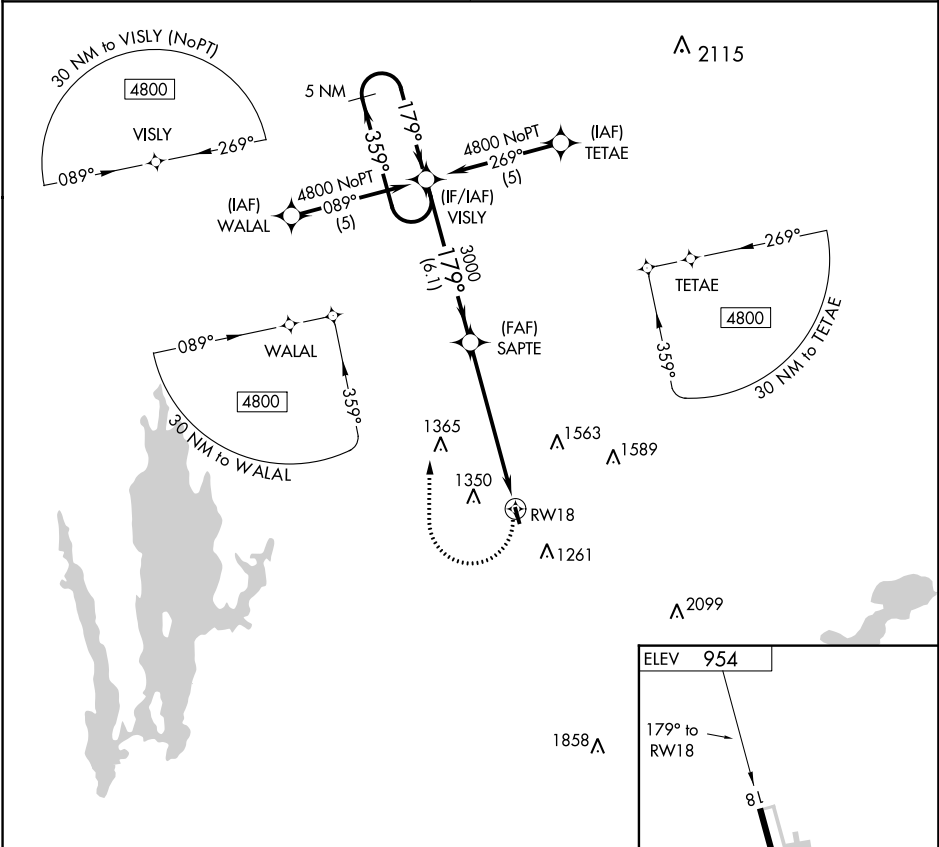 30 NM to VISLY (NoPT)
4800
VISLY
089°
269°
2115
5 NM
179°
359°
4800 NoPT
269°
(5)
(IAF)
TETAE
4800 NoPT
089°
(5)
(IAF)
WALAL
(IF/IAF)
VISLY
3000
179°
(6.1)
(FAF)
SAPTE
269°
TETAE
4800
359°
30 NM to TETAE
089°
WALAL
4800
359°
30 NM to WALAL
1365
1563
1589
1350
RW18
1261
2099
1858
ELEV 954
179° to
RW18
18